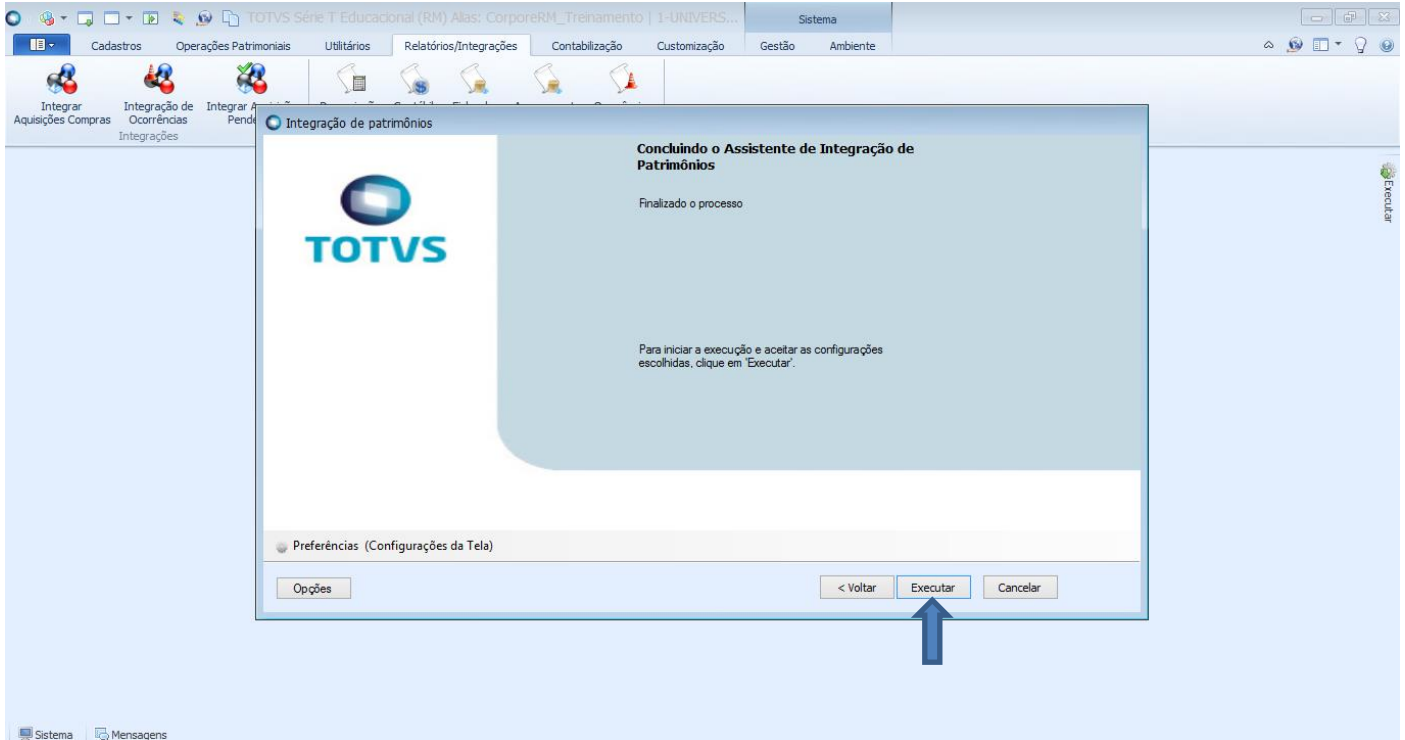 TOTVS Série T Educacional (RM) Alias: CorporeRM_Treinamento | 1-UNIVERS...
Sistema
Cadastros Operações Patrimoniais Utilitários Relatórios/Integrações Contabilização Customização Gestão Ambiente
Integrar Integração de Integrar
Aquisições Compras Ocorrências
Integrações
Executar
Integração de patrimônios
TOTVS
Concluindo o Assistente de Integração de
Patrimônios
Finalizado o processo
Para iniciar a execução e aceitar as configurações
escolhidas, clique em 'Executar'.
Preferências (Configurações da Tela)
Opções < Voltar Executar Cancelar
Sistema Mensagens